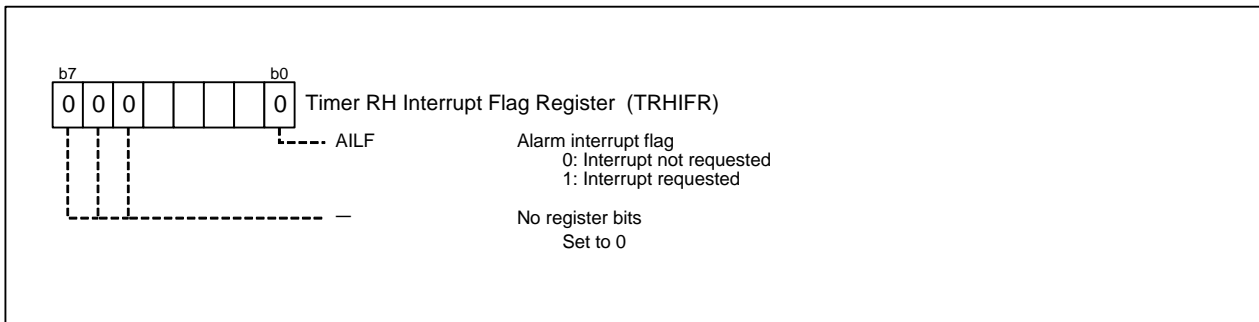 b7 b0
0 0 0 0 Timer RH Interrupt Flag Register (TRHIFR)
AILF Alarm interrupt flag
0: Interrupt not requested
1: Interrupt requested
— No register bits
Set to 0